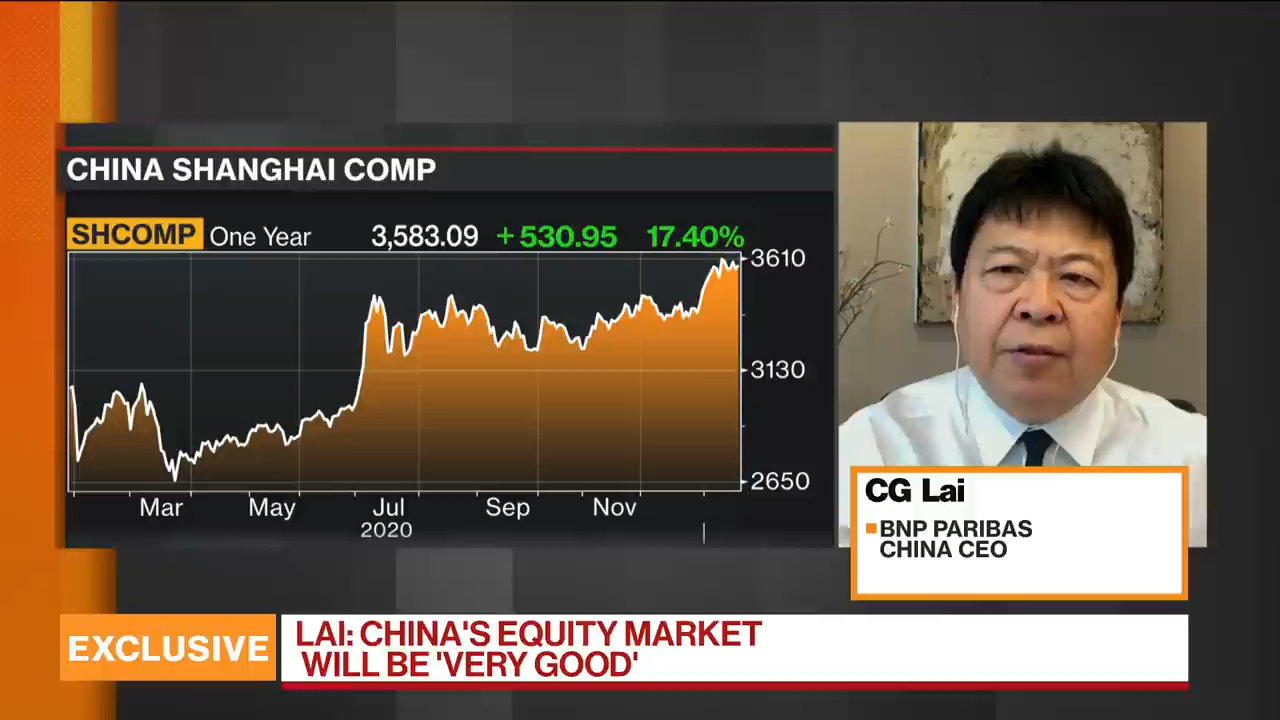 CHINA SHANGHAI COMP
SHCOMP One Year 3,583.09 +530.95 17.40%
3610
3130
2650
Mar May Jul Sep Nov
2020
CG Lai
BNP PARIBAS
CHINA CEO
EXCLUSIVE
LAI: CHINA'S EQUITY MARKET
WILL BE 'VERY GOOD'